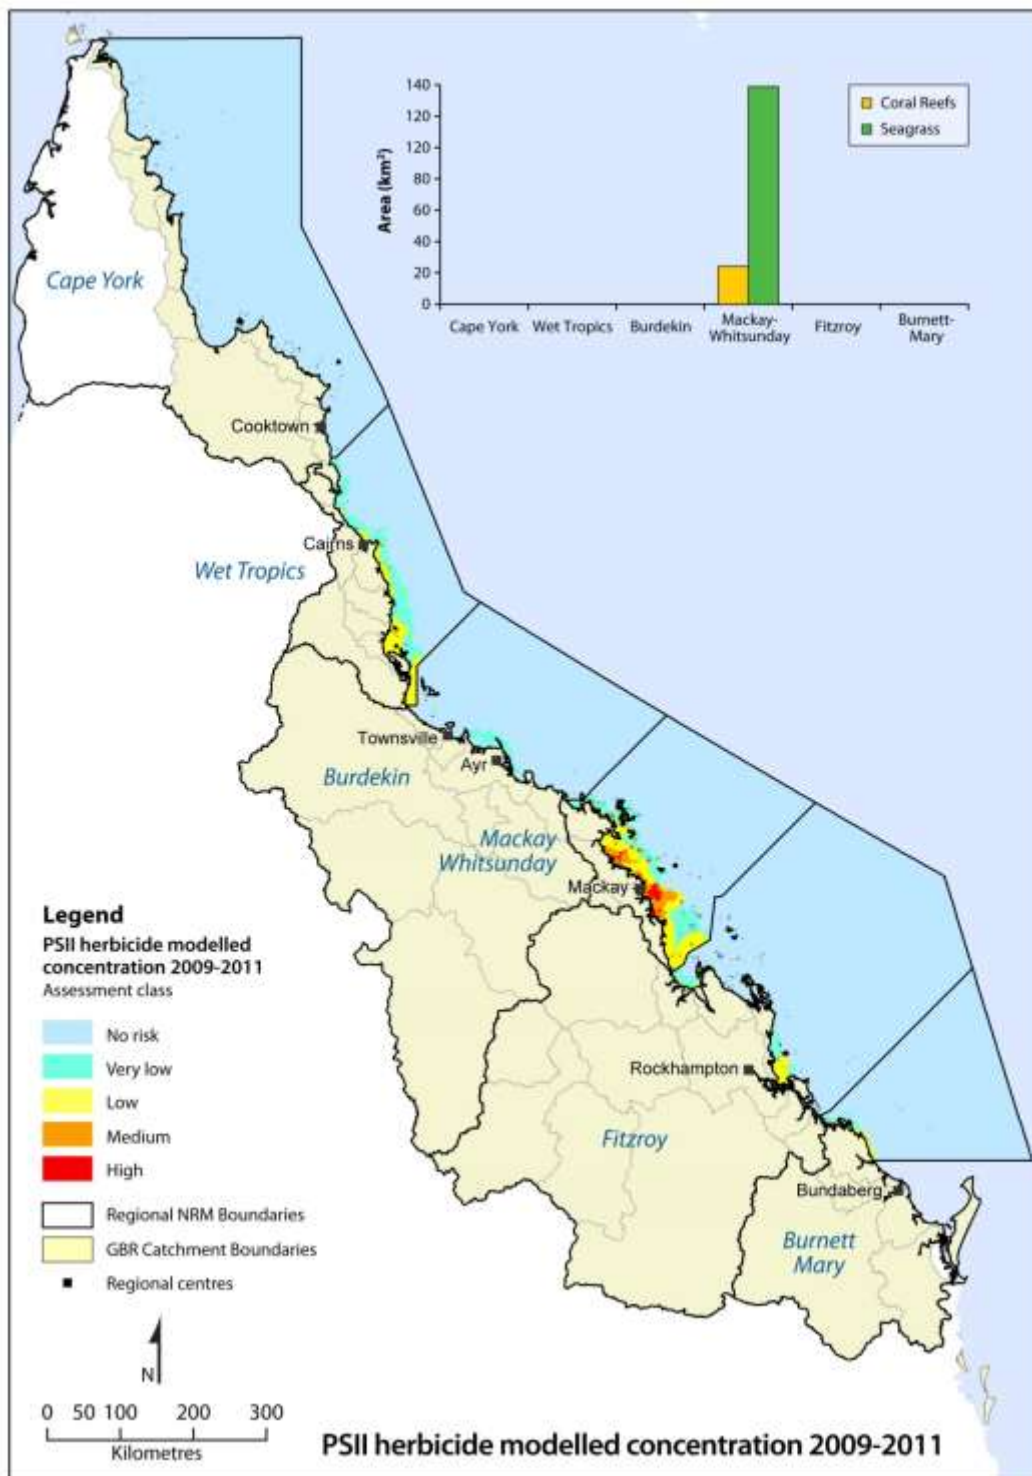 140
120
120
80
60
40
20
0
Area (km²)
Coral Reefs
Seagrass
Cape York
Wet Tropics
Burdekin
Mackay-
Whitsunday
Fitzroy
Burnett-
Mary
Cape York
Cooktown
Cairns
Wet Tropics
Townsville
Ayr
Burdekin
Mackay
Whitsunday
Mackay
Rockhampton
Fitzroy
Bundaberg
Burnett
Mary
Legend
PSII herbicide modelled
concentration 2009-2011
Assessment class
No risk
Very low
Low
Medium
High
Regional NRM Boundaries
GBR Catchment Boundaries
Regional centres
N
0 50 100 200 300
Kilometres
PSII herbicide modelled concentration 2009-2011